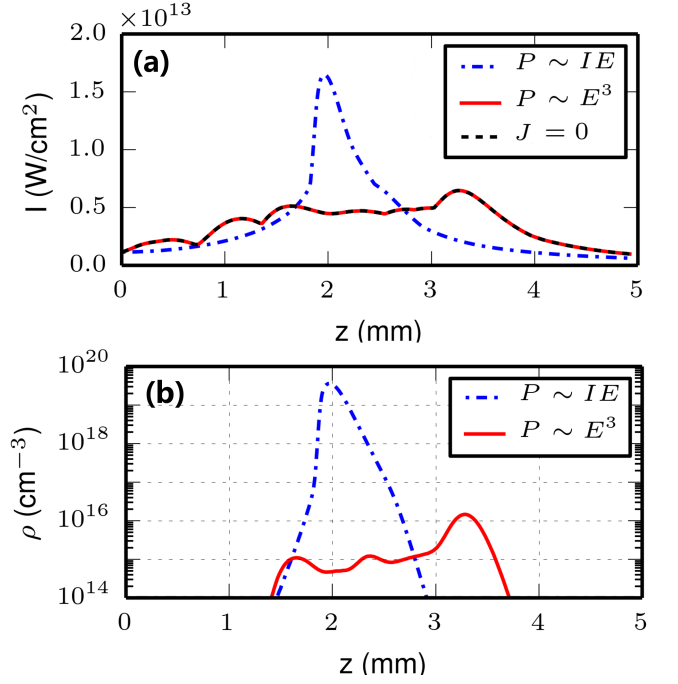 ×10¹³
(a)
I (W/cm²)
2.0
1.5
1.0
0.5
0.0
P ∼ IE
P ∼ E³
J = 0
0 1 2 3 4 5
z (mm)
(b)
ρ (cm⁻³)
10²⁰
10¹⁸
10¹⁶
10¹⁴
P ∼ IE
P ∼ E³
0 1 2 3 4 5
z (mm)